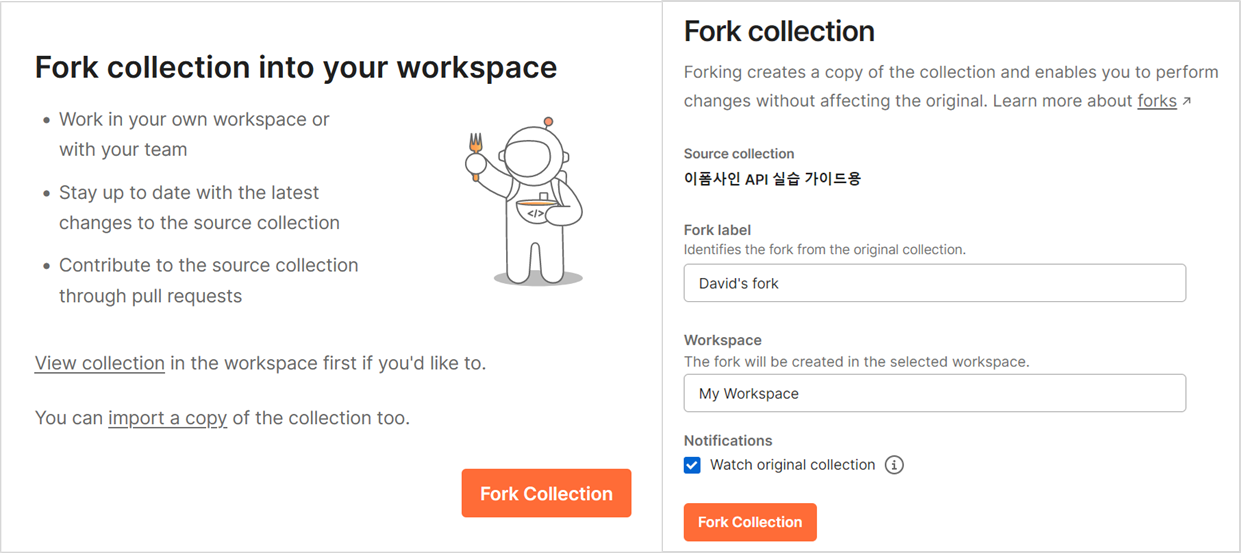 Fork collection into your workspace
Work in your own workspace or
with your team
Stay up to date with the latest
changes to the source collection
Contribute to the source collection
through pull requests
</>
View collection in the workspace first if you'd like to.
You can import a copy of the collection too.
Fork Collection
Fork collection
Forking creates a copy of the collection and enables you to perform
changes without affecting the original. Learn more about forks ↗
Source collection
이폼사인 API 실습 가이드용
Fork label
Identifies the fork from the original collection.
David's fork
Workspace
The fork will be created in the selected workspace.
My Workspace
Notifications
Watch original collection
Fork Collection